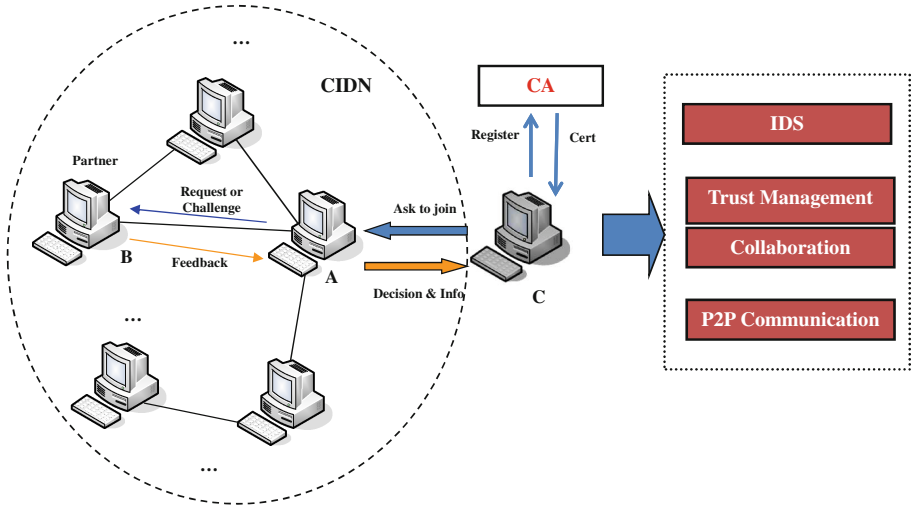 ...
CIDN
CA
Register
Cert
IDS
Partner
Request or
Challenge
Ask to join
Trust Management
Collaboration
B
Feedback
A
Decision & Info
C
P2P Communication
...
...